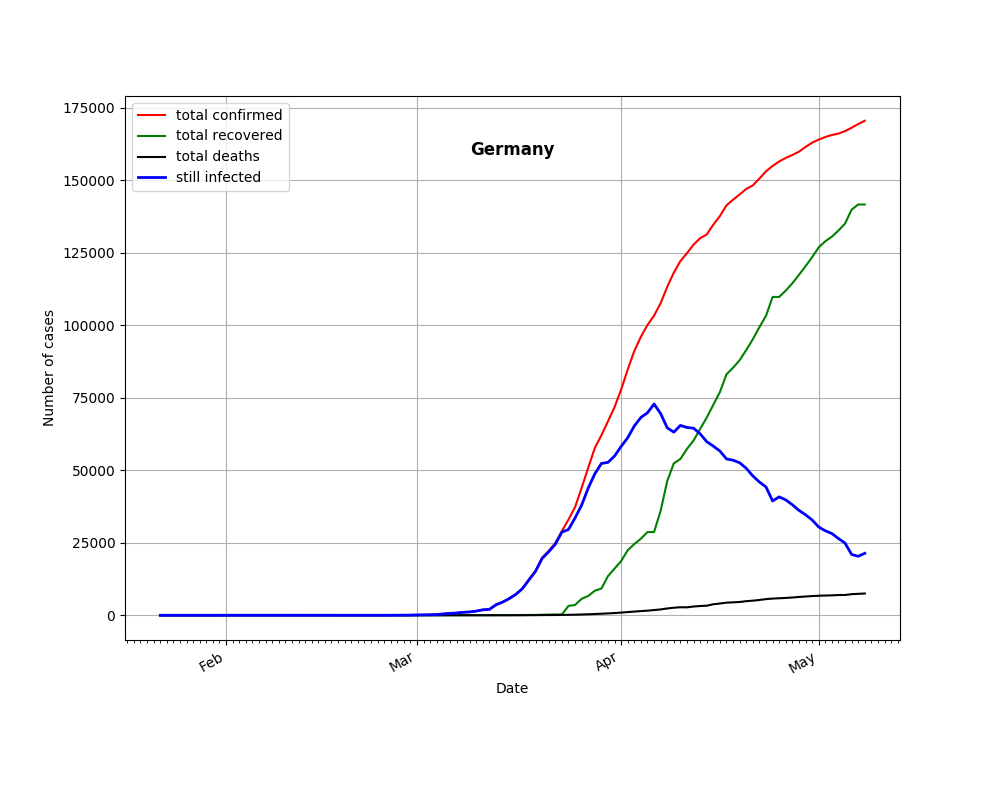 Germany
total confirmed
total recovered
total deaths
still infected
175000
150000
125000
100000
75000
50000
25000
0
Number of cases
Feb
Mar
Apr
May
Date